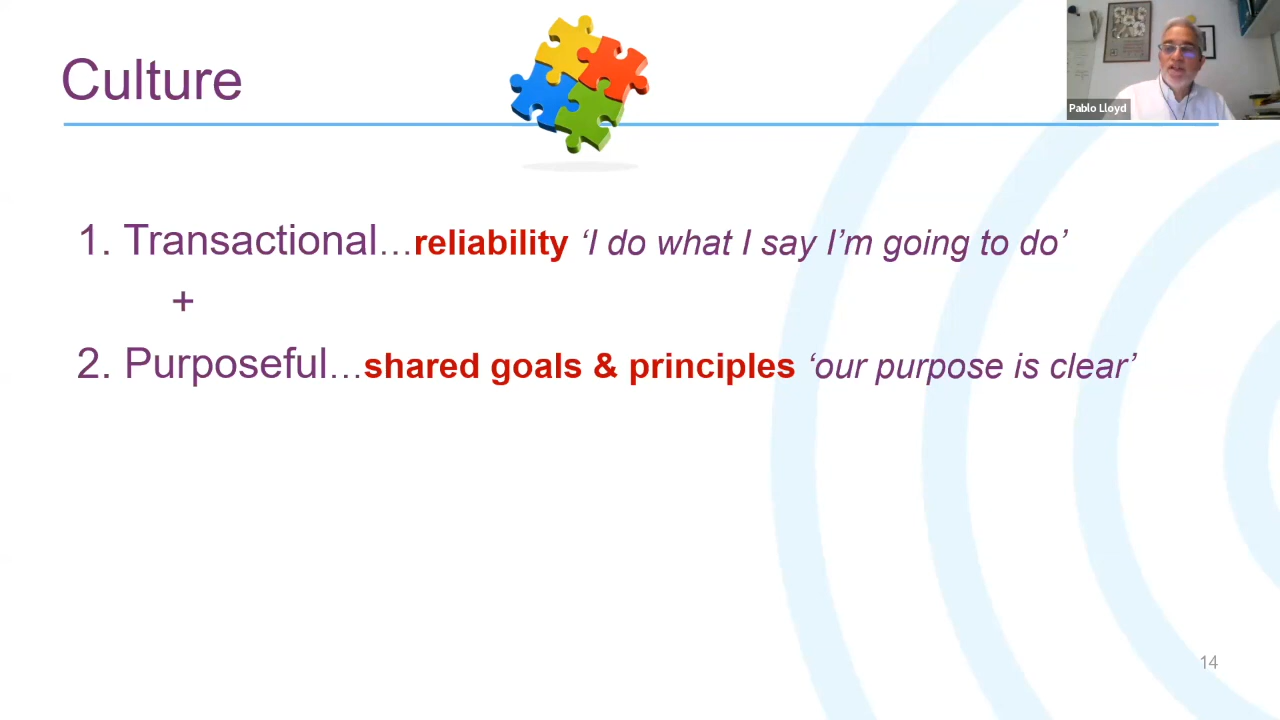 Culture
Pablo Lloyd
1. Transactional…reliability ‘I do what I say I’m going to do’
+
2. Purposeful…shared goals & principles ‘our purpose is clear’
14